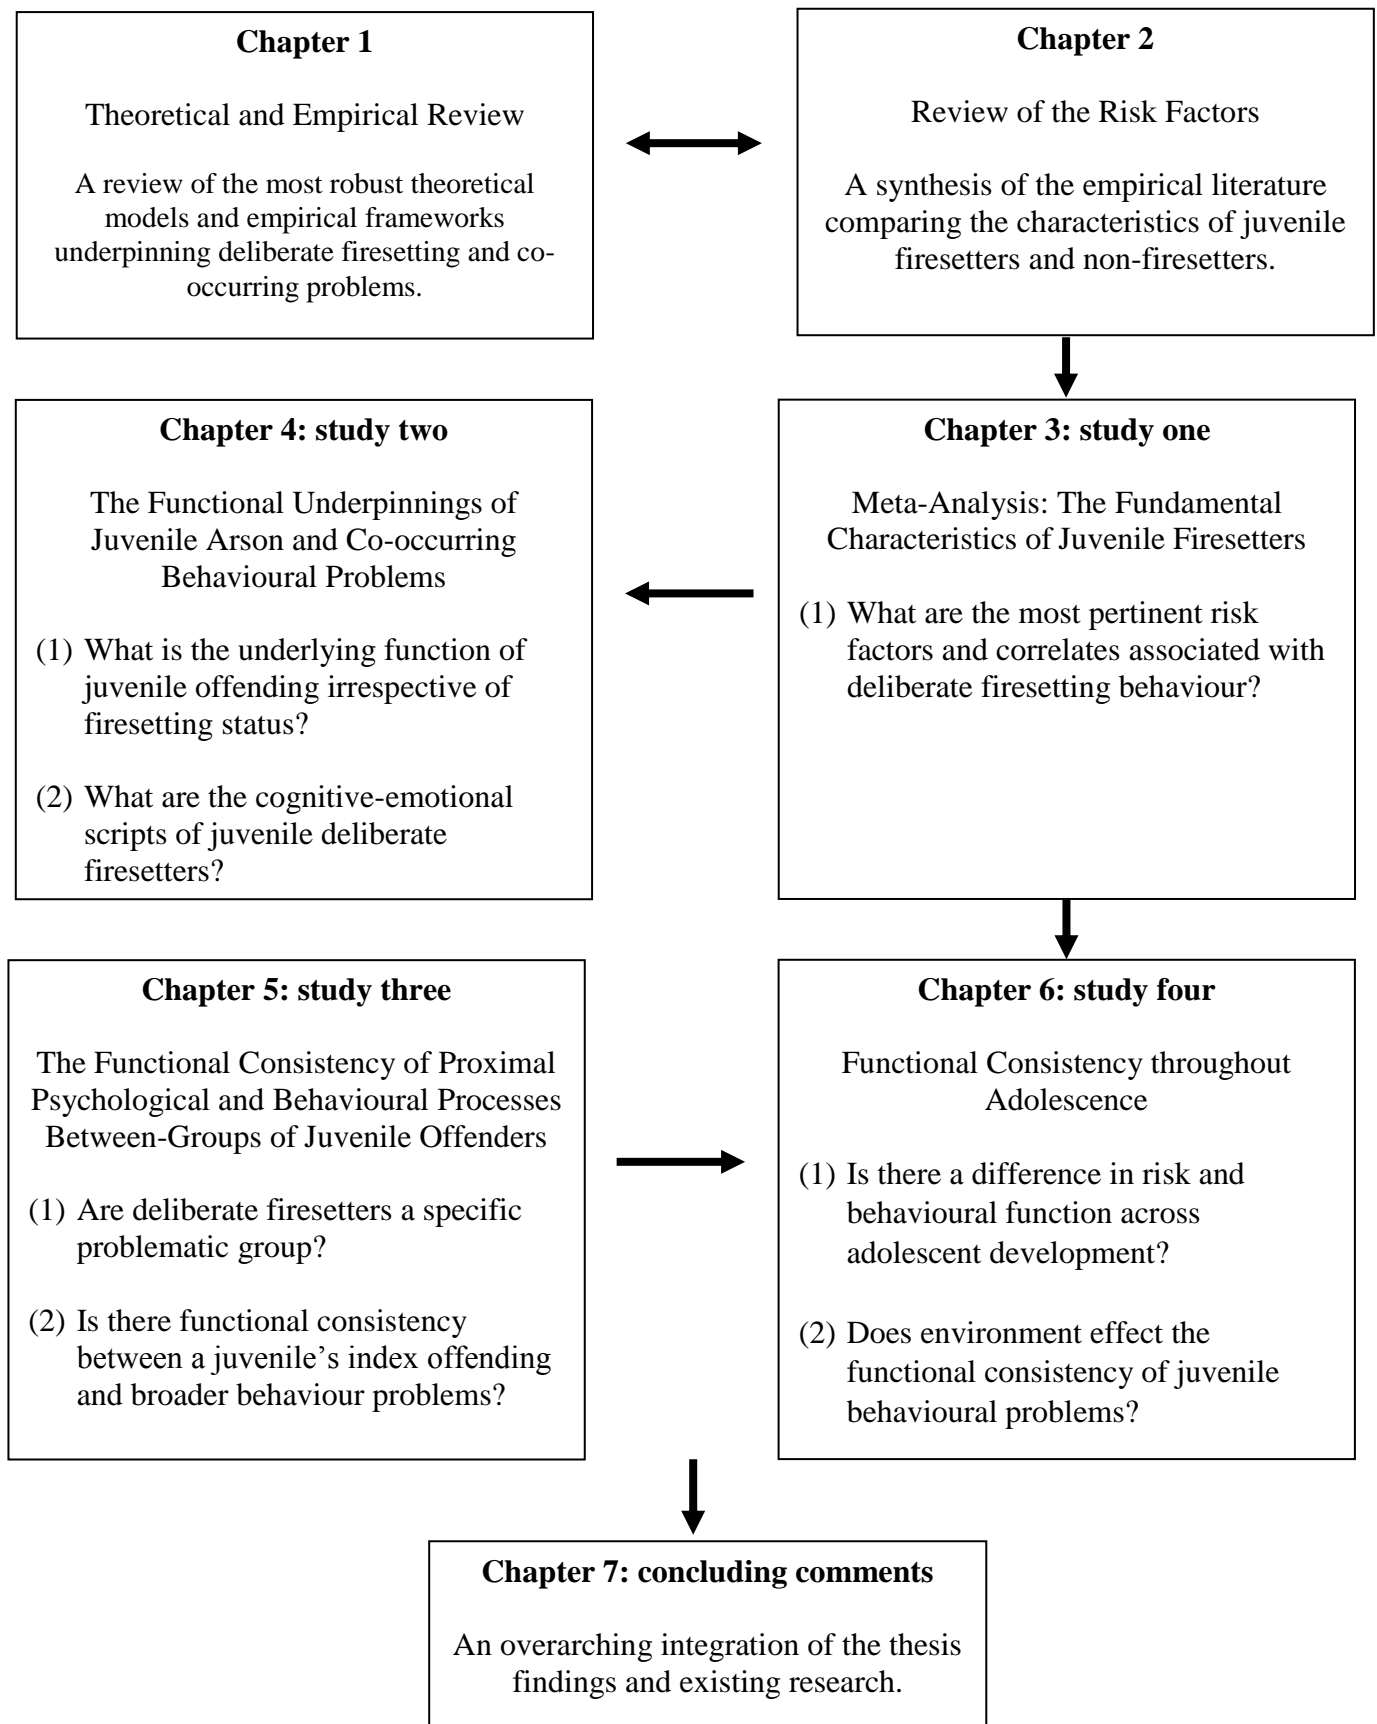 Chapter 1
Theoretical and Empirical Review
A review of the most robust theoretical
models and empirical frameworks
underpinning deliberate firesetting and co-
occurring problems.
Chapter 2
Review of the Risk Factors
A synthesis of the empirical literature
comparing the characteristics of juvenile
firesetters and non-firesetters.
Chapter 3: study one
Meta-Analysis: The Fundamental
Characteristics of Juvenile Firesetters
(1) What are the most pertinent risk
factors and correlates associated with
deliberate firesetting behaviour?
Chapter 4: study two
The Functional Underpinnings of
Juvenile Arson and Co-occurring
Behavioural Problems
(1) What is the underlying function of
juvenile offending irrespective of
firesetting status?
(2) What are the cognitive-emotional
scripts of juvenile deliberate
firesetters?
Chapter 5: study three
The Functional Consistency of Proximal
Psychological and Behavioural Processes
Between-Groups of Juvenile Offenders
(1) Are deliberate firesetters a specific
problematic group?
(2) Is there functional consistency
between a juvenile’s index offending
and broader behaviour problems?
Chapter 6: study four
Functional Consistency throughout
Adolescence
(1) Is there a difference in risk and
behavioural function across
adolescent development?
(2) Does environment effect the
functional consistency of juvenile
behavioural problems?
Chapter 7: concluding comments
An overarching integration of the thesis
findings and existing research.